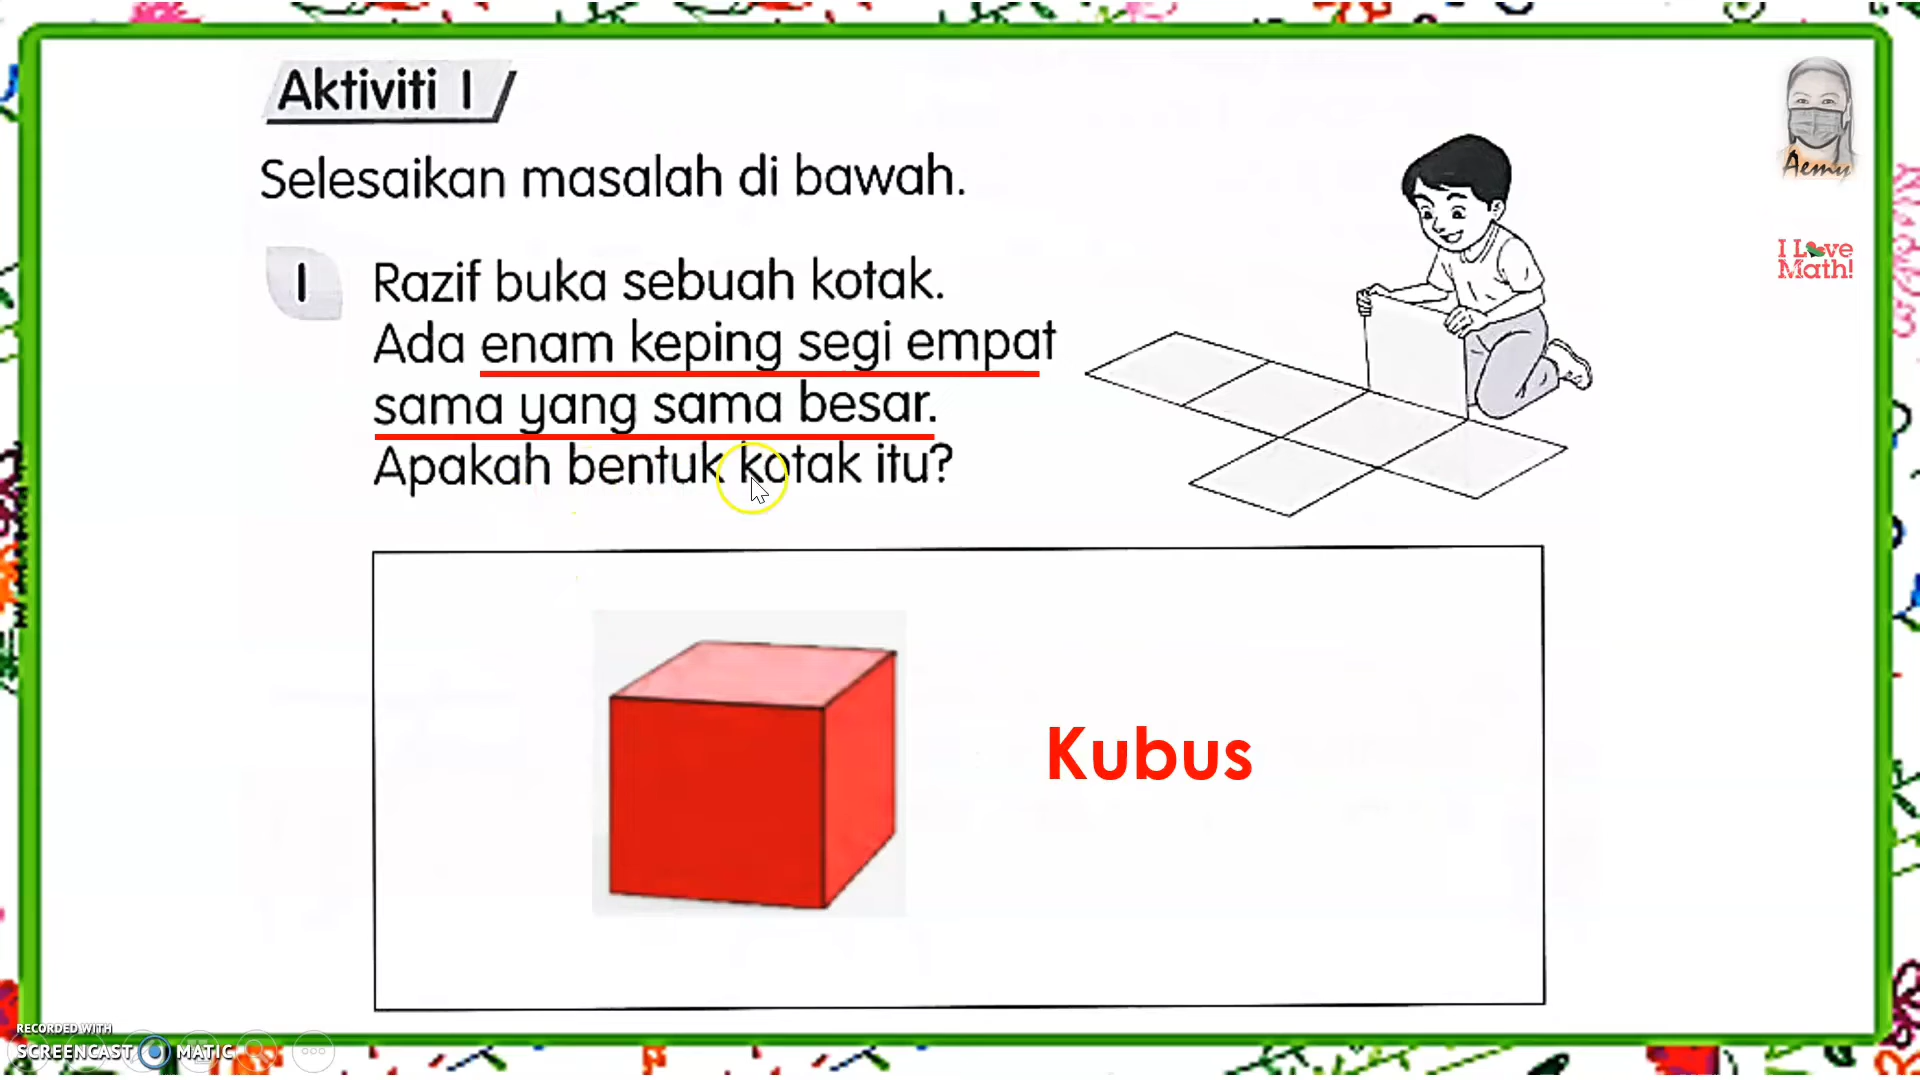 Aktiviti 1
Selesaikan masalah di bawah.
1
Razif buka sebuah kotak.
Ada enam keping segi empat
sama yang sama besar.
Apakah bentuk kotak itu?
Kubus
Aemy
I Love
Math!
RECORDED WITH
SCREENCAST MATIC